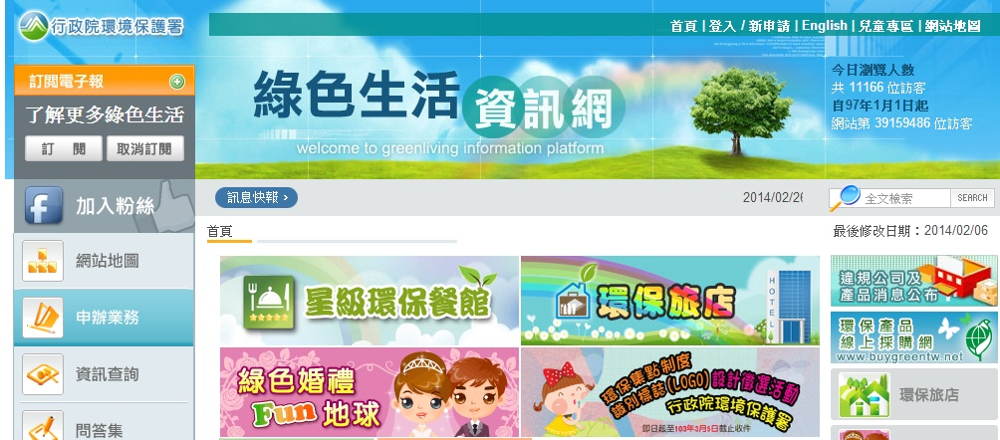 行政院環境保護署
首頁 | 登入 / 新申請 | English | 兒童專區 | 網站地圖
訂閱電子報
了解更多綠色生活
訂 閱
取消訂閱
綠色生活 資訊網
welcome to greenliving information platform
今日瀏覽人數
共 11166 位訪客
自97年1月1日起
網站第 39159486 位訪客
加入粉絲
訊息快報 ›
2014/02/26
全文檢索
SEARCH
網站地圖
申辦業務
資訊查詢
問答集
首頁
最後修改日期：2014/02/06
星級環保餐館
環保旅店
HOTEL
綠色婚禮
Fun 地球
環保集點制度
識別標誌(LOGO)設計徵選活動
行政院環境保護署
即日起至103年3月5日截止收件
違規公司及
產品消息公布
環保產品
線上採購網
www.buygreentw.net
環保旅店